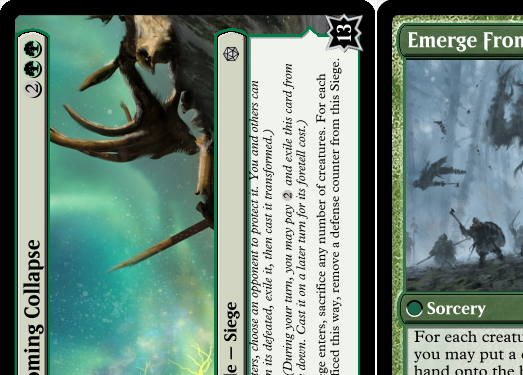 oming Collapse
2
le – Siege
13
ers, choose an opponent to protect it. You and others can
n its defeated, exile it, then cast it transformed.)
(During your turn, you may pay 2 and exile this card from
down. Cast it on a later turn for its foretell cost.)
ge enters, sacrifice any number of creatures. For each
ficed this way, remove a defense counter from this Siege.
Emerge From
Sorcery
For each creatu
you may put a c
hand onto the b